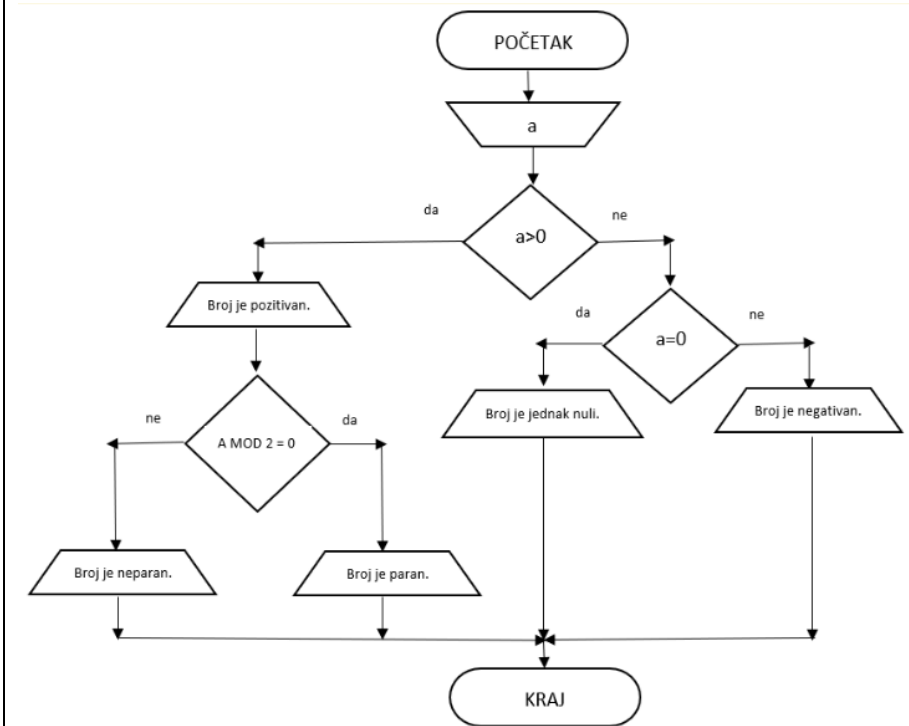 POČETAK
a
da
ne
a>0
Broj je pozitivan.
da
ne
a=0
Broj je jednak nuli.
Broj je negativan.
ne
da
A MOD 2 = 0
Broj je neparan.
Broj je paran.
KRAJ